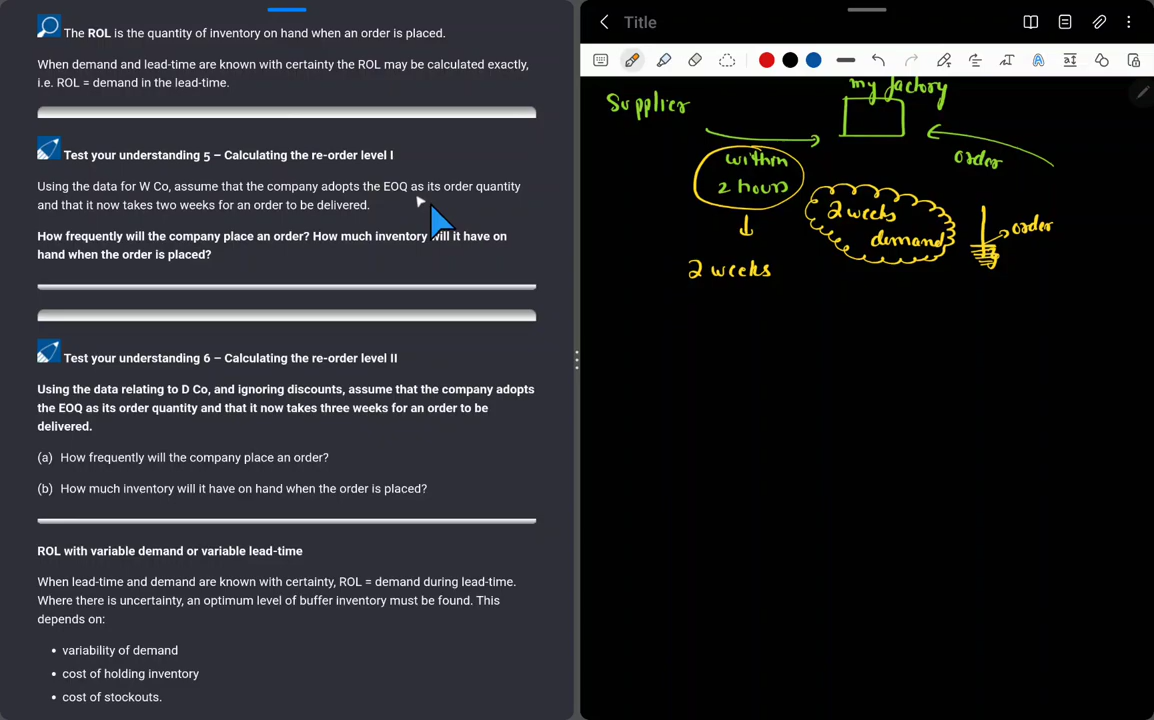 The ROL is the quantity of inventory on hand when an order is placed.
When demand and lead-time are known with certainty the ROL may be calculated exactly,
i.e. ROL = demand in the lead-time.
Test your understanding 5 – Calculating the re-order level I
Using the data for W Co, assume that the company adopts the EOQ as its order quantity
and that it now takes two weeks for an order to be delivered.
How frequently will the company place an order? How much inventory will it have on
hand when the order is placed?
Test your understanding 6 – Calculating the re-order level II
Using the data relating to D Co, and ignoring discounts, assume that the company adopts
the EOQ as its order quantity and that it now takes three weeks for an order to be
delivered.
(a) How frequently will the company place an order?
(b) How much inventory will it have on hand when the order is placed?
ROL with variable demand or variable lead-time
When lead-time and demand are known with certainty, ROL = demand during lead-time.
Where there is uncertainty, an optimum level of buffer inventory must be found. This
depends on:
• variability of demand
• cost of holding inventory
• cost of stockouts.
Title
my factory
Supplier
order
within
2 hours
2 weeks
demand
order
2 weeks